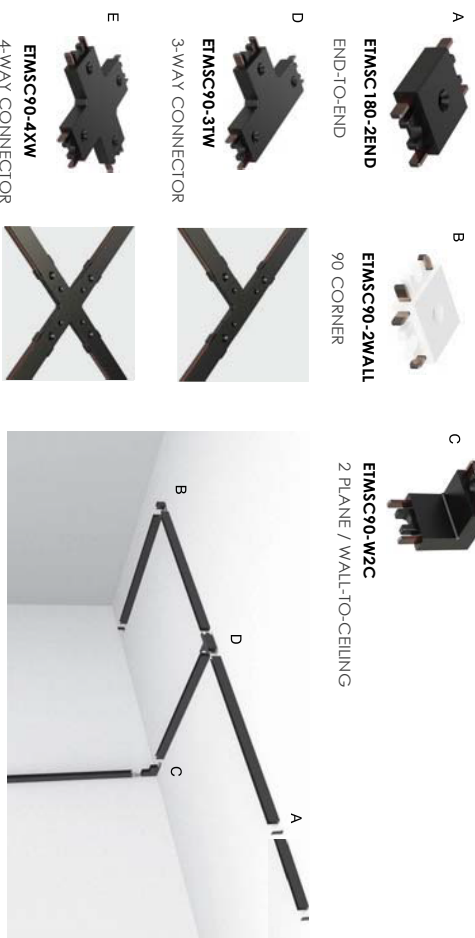 A
ETMSC180-2END
END-TO-END
B
ETMSC90-2WALL
90 CORNER
C
ETMSC90-W2C
2 PLANE / WALL-TO-CEILING
D
ETMSC90-3TW
3-WAY CONNECTOR
E
ETMSC90-4XW
4-WAY CONNECTOR
B
D
C
A